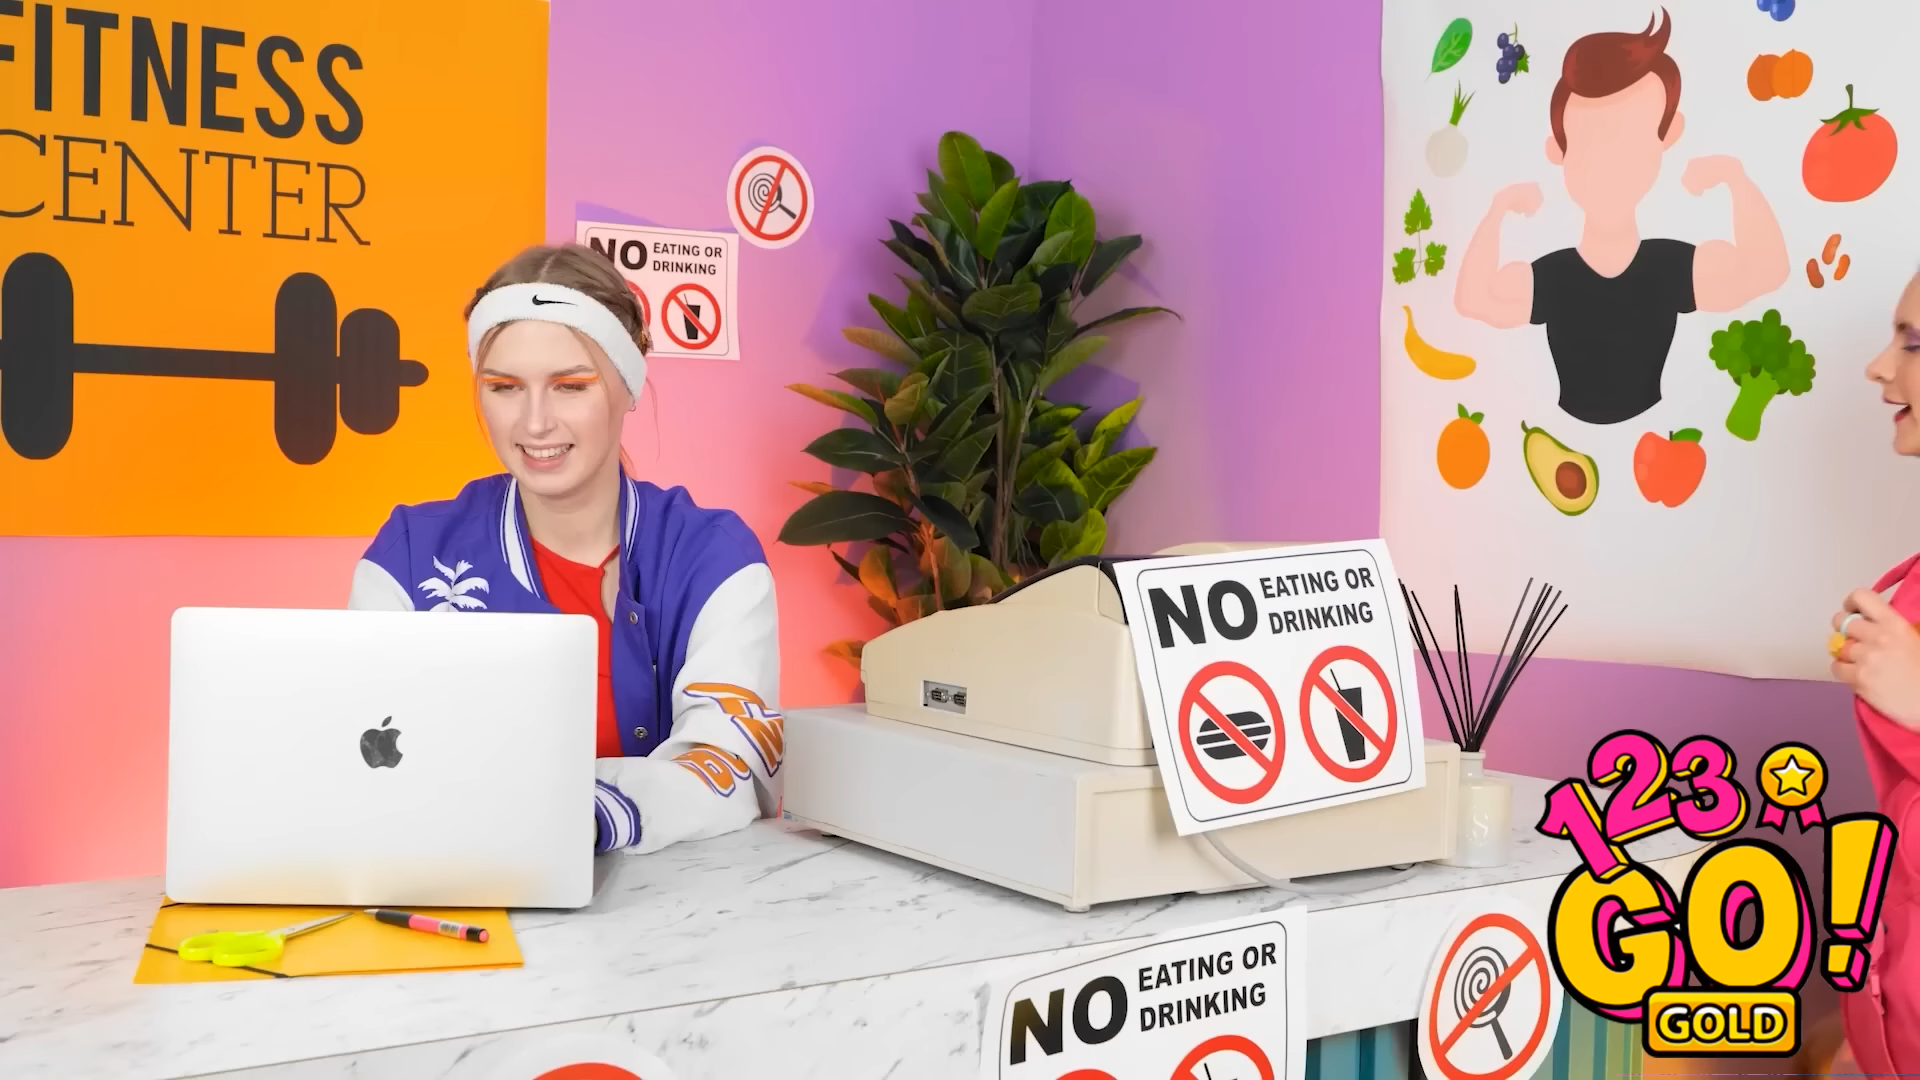 FITNESS
CENTER
NO EATING OR
DRINKING
NO EATING OR
DRINKING
NO EATING OR
DRINKING
S
123
GO!
GOLD